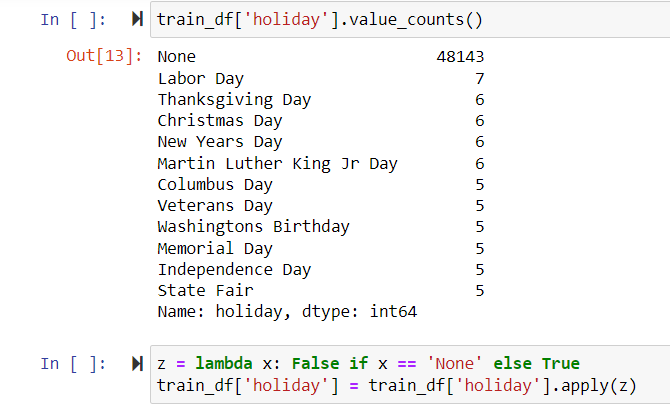 In [ ]: train_df['holiday'].value_counts()
Out[13]: None 48143
Labor Day 7
Thanksgiving Day 6
Christmas Day 6
New Years Day 6
Martin Luther King Jr Day 6
Columbus Day 5
Veterans Day 5
Washingtons Birthday 5
Memorial Day 5
Independence Day 5
State Fair 5
Name: holiday, dtype: int64
In [ ]: z = lambda x: False if x == 'None' else True
train_df['holiday'] = train_df['holiday'].apply(z)